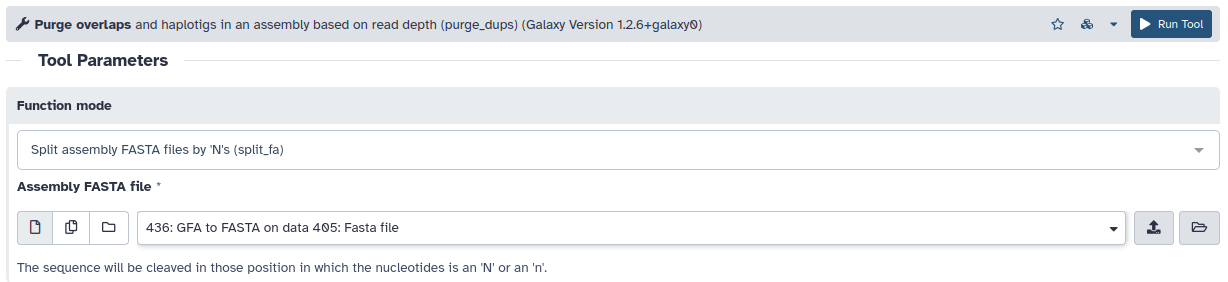 Purge overlaps and haplotigs in an assembly based on read depth (purge_dups) (Galaxy Version 1.2.6+galaxy0)
Run Tool
Tool Parameters
Function mode
Split assembly FASTA files by 'N's (split_fa)
Assembly FASTA file *
436: GFA to FASTA on data 405: Fasta file
The sequence will be cleaved in those position in which the nucleotides is an 'N' or an 'n'.